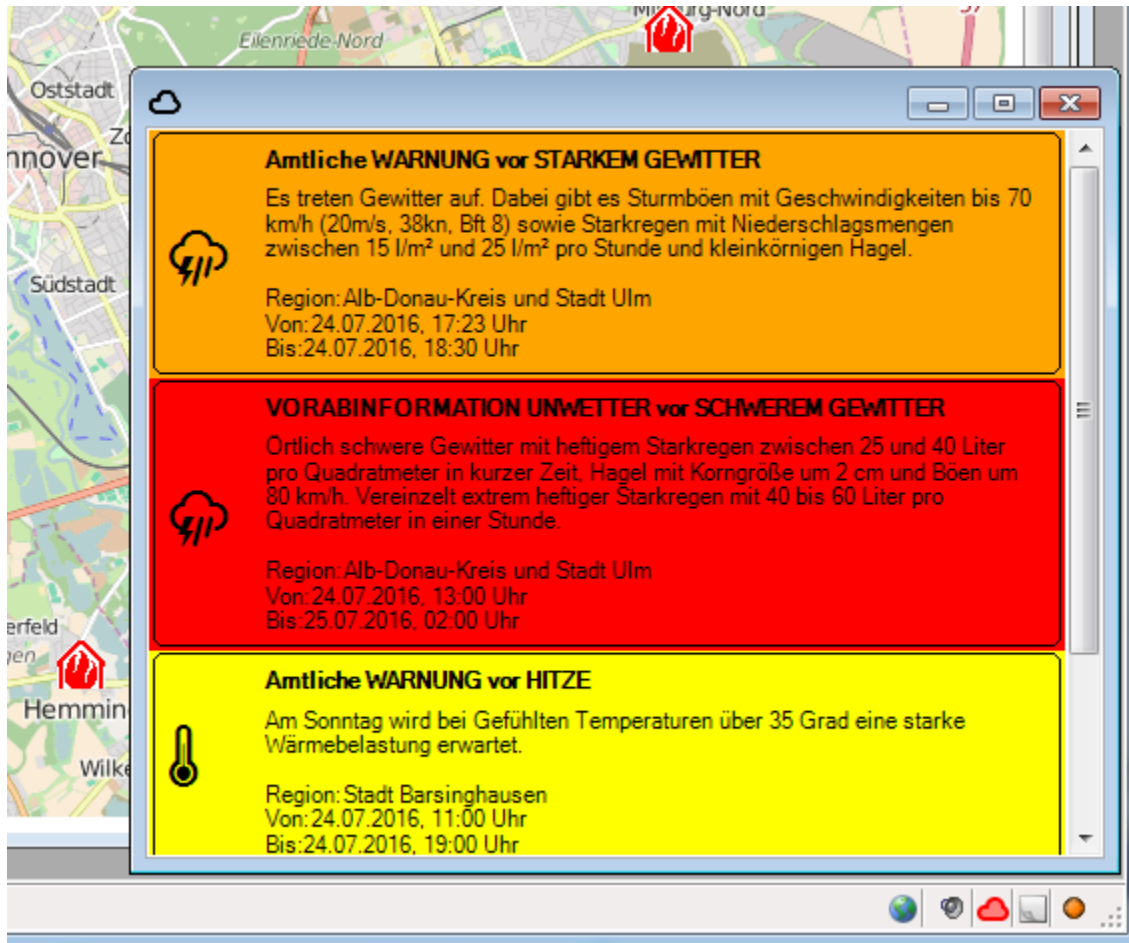 Eilenriede-Nord
Oststadt
Amtliche WARNUNG vor STARKEM GEWITTER
Es treten Gewitter auf. Dabei gibt es Sturmböen mit Geschwindigkeiten bis 70
km/h (20m/s, 38kn, Bft 8) sowie Starkregen mit Niederschlagsmengen
zwischen 15 l/m² und 25 l/m² pro Stunde und kleinkörnigen Hagel.
Region: Alb-Donau-Kreis und Stadt Ulm
Von: 24.07.2016, 17:23 Uhr
Bis: 24.07.2016, 18:30 Uhr
Südstadt
VORABINFORMATION UNWETTER vor SCHWEREM GEWITTER
Örtlich schwere Gewitter mit heftigem Starkregen zwischen 25 und 40 Liter
pro Quadratmeter in kurzer Zeit, Hagel mit Korngröße um 2 cm und Böen um
80 km/h. Vereinzelt extrem heftiger Starkregen mit 40 bis 60 Liter pro
Quadratmeter in einer Stunde.
Region: Alb-Donau-Kreis und Stadt Ulm
Von: 24.07.2016, 13:00 Uhr
Bis: 25.07.2016, 02:00 Uhr
erfeld
Hemmin
Wilke
Amtliche WARNUNG vor HITZE
Am Sonntag wird bei Gefühlten Temperaturen über 35 Grad eine starke
Wärmebelastung erwartet.
Region: Stadt Barsinghausen
Von: 24.07.2016, 11:00 Uhr
Bis: 24.07.2016, 19:00 Uhr